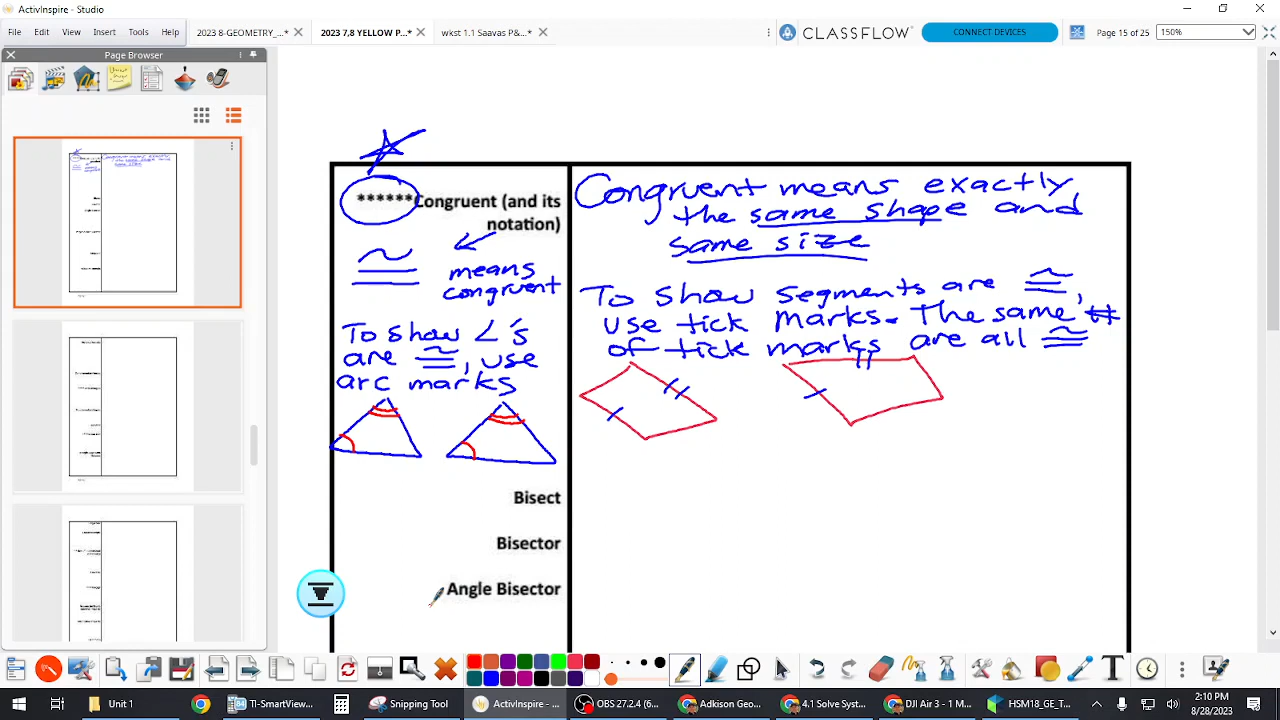 ActivInspire - Studio
File Edit View Insert Tools Help
2023 8-GEOMETRY_*...
2023 7,8 YELLOW P...*
wkst 1.1 Saavas P&...*
CLASSFLOW
CONNECT DEVICES
Page 15 of 25
150%
Page Browser
****** Congruent (and its
notation)
≅ means
congruent
To show ∠'s
are ≅, use
arc marks
Bisect
Bisector
Angle Bisector
Congruent means exactly
the same shape and
same size
To show segments are ≅,
use tick marks. The same #
of tick marks are all ≅
Unit 1
TI-SmartView...
Snipping Tool
ActivInspire - ...
OBS 27.2.4 (6...
Adkison Geo...
4.1 Solve Syst...
DJI Air 3 - 1 M...
HSM18_GE_T...
2:10 PM
8/28/2023